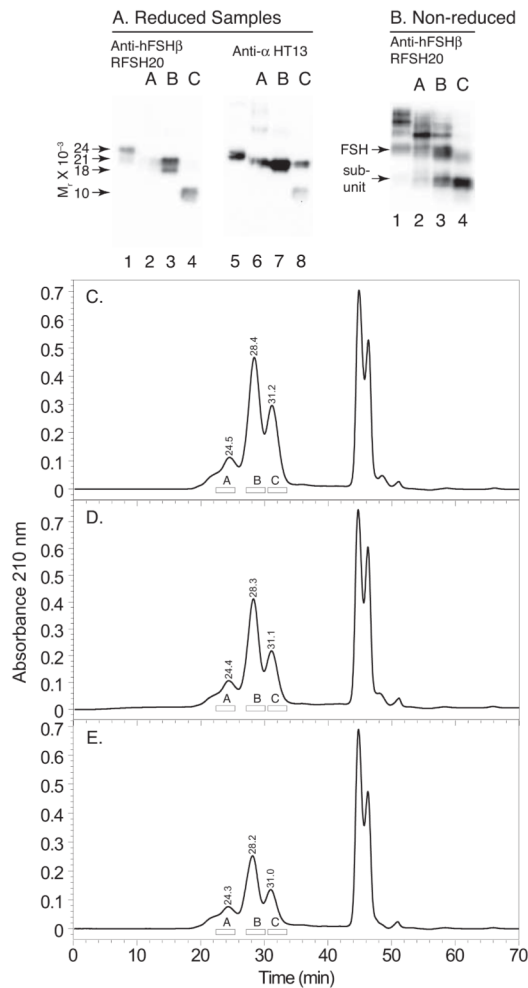 A. Reduced Samples
Anti-hFSHβ
RFSH20
A B C
Anti-α HT13
A B C
Mr X 10⁻³
24
21
18
10
1 2 3 4
5 6 7 8
B. Non-reduced
Anti-hFSHβ
RFSH20
A B C
FSH
sub-
unit
1 2 3 4
Absorbance 210 nm
C.
0.7
0.6
0.5
0.4
0.3
0.2
0.1
0
24.5
28.4
31.2
A B C
D.
0.7
0.6
0.5
0.4
0.3
0.2
0.1
0
24.4
28.3
31.1
A B C
E.
0.7
0.6
0.5
0.4
0.3
0.2
0.1
0
24.3
28.2
31.0
A B C
0 10 20 30 40 50 60 70
Time (min)